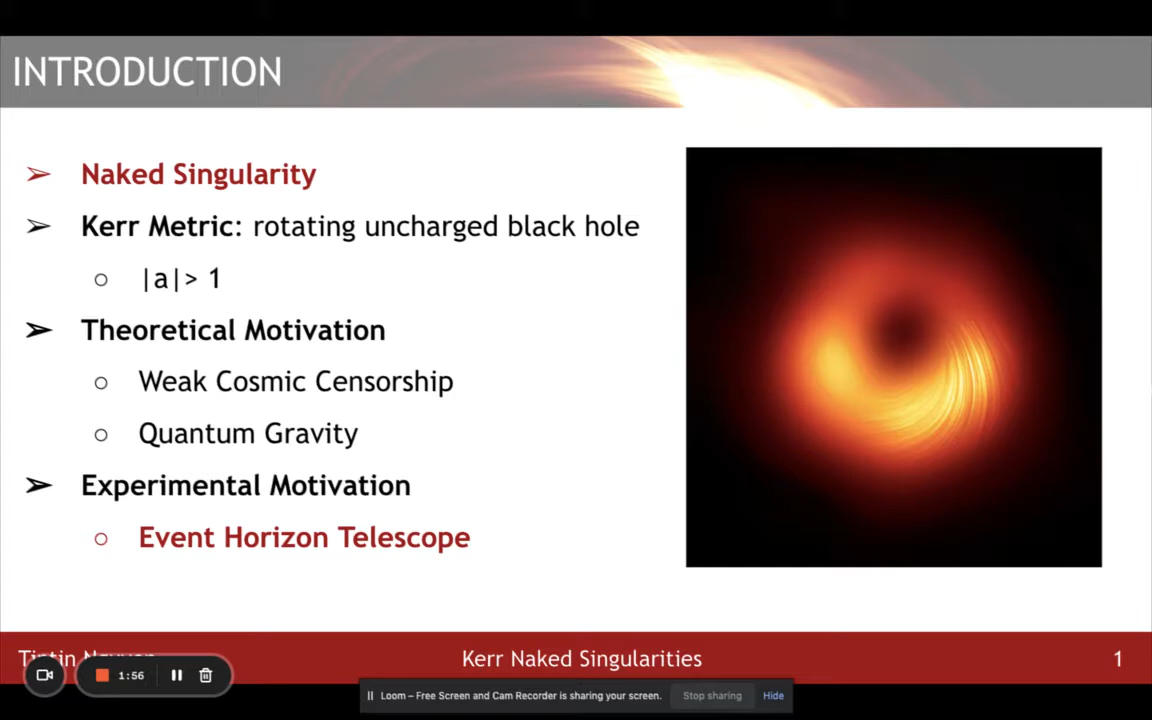 INTRODUCTION
➢ Naked Singularity
➢ Kerr Metric: rotating uncharged black hole
○ |a|> 1
➢ Theoretical Motivation
○ Weak Cosmic Censorship
○ Quantum Gravity
➢ Experimental Motivation
○ Event Horizon Telescope
Kerr Naked Singularities
1
1:56
Loom – Free Screen and Cam Recorder is sharing your screen.
Stop sharing
Hide